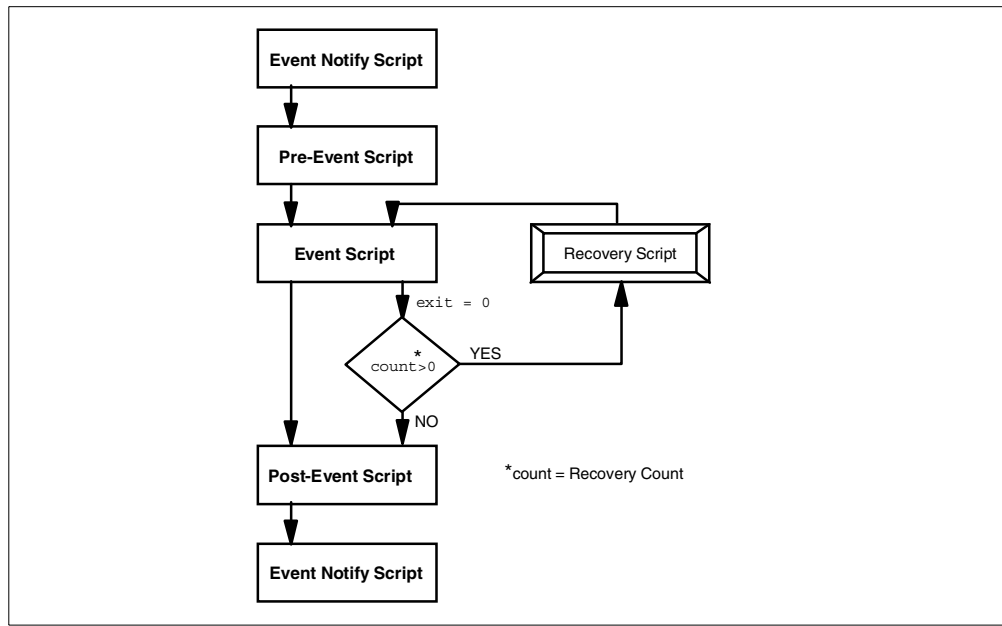 Event Notify Script
Pre-Event Script
Event Script
Recovery Script
exit = 0
*
count>0
YES
NO
Post-Event Script
*count = Recovery Count
Event Notify Script